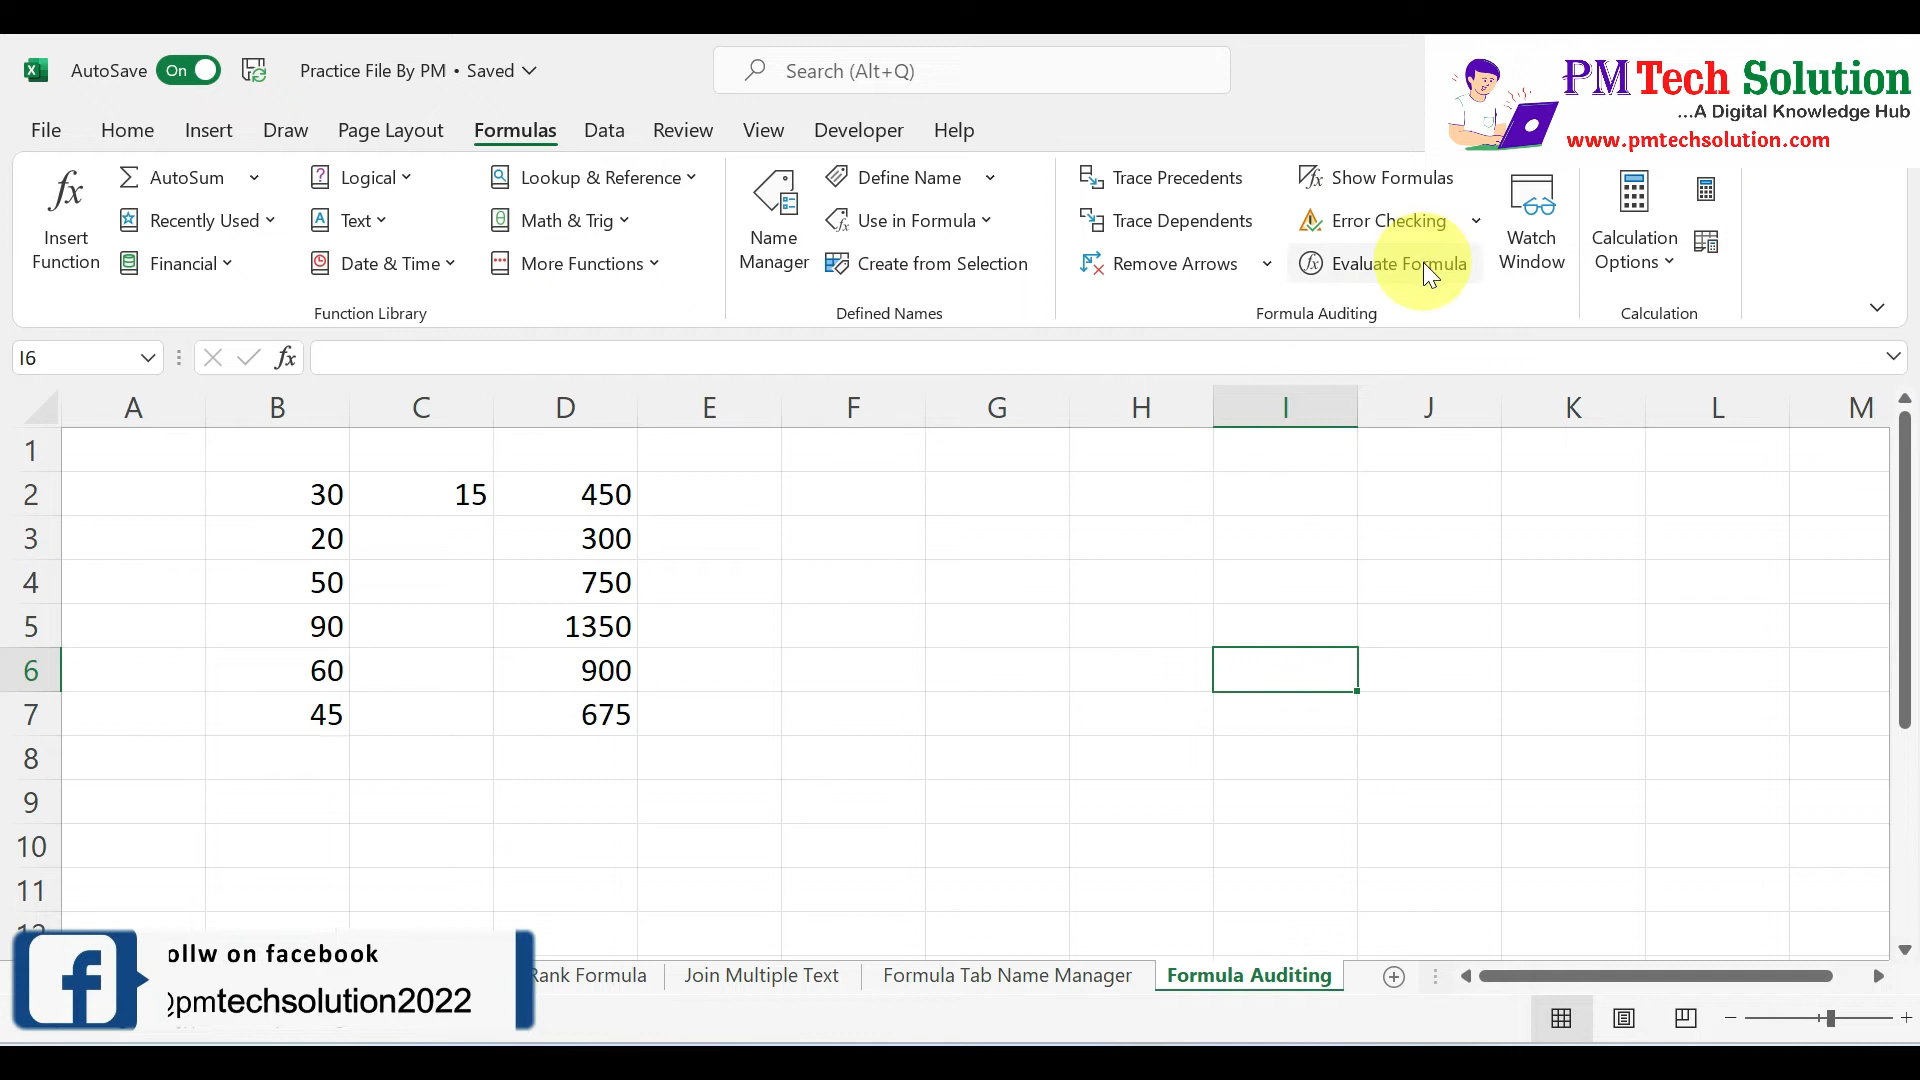 AutoSave On Practice File By PM • Saved Search (Alt+Q)
PM Tech Solution
...A Digital Knowledge Hub
www.pmtechsolution.com
File Home Insert Draw Page Layout Formulas Data Review View Developer Help
Insert Function
AutoSum
Recently Used
Financial
Logical
Text
Date & Time
Lookup & Reference
Math & Trig
More Functions
Function Library
Name Manager
Define Name
Use in Formula
Create from Selection
Defined Names
Trace Precedents
Trace Dependents
Remove Arrows
Show Formulas
Error Checking
Evaluate Formula
Watch Window
Formula Auditing
Calculation Options
Calculation
I6 fx
A B C D E F G H I J K L M
1
2 30 15 450
3 20 300
4 50 750
5 90 1350
6 60 900
7 45 675
8
9
10
11
ollw on facebook
pmtechsolution2022
Rank Formula Join Multiple Text Formula Tab Name Manager Formula Auditing